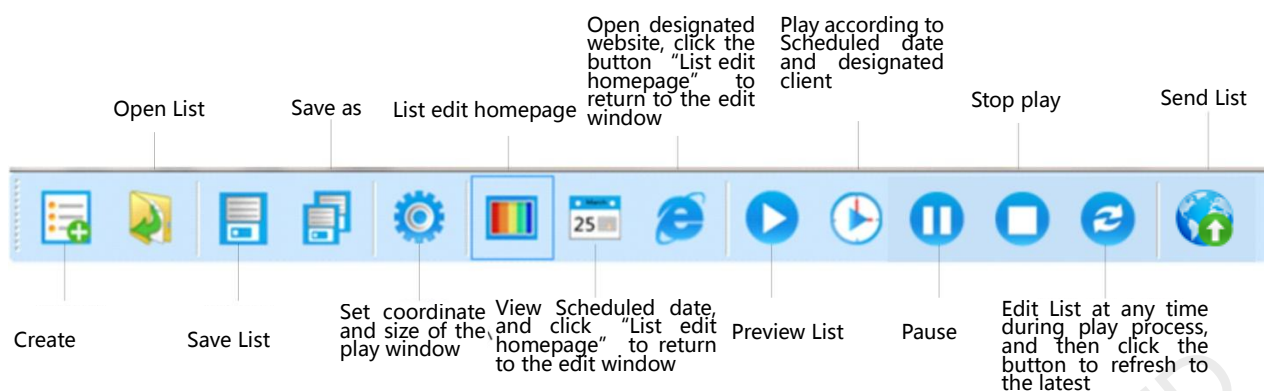 Open designated
website, click the
button “List edit
homepage” to
return to the edit
window
Play according to
Scheduled date
and designated
client
Open List
Save as
List edit homepage
Stop play
Send List
March
25
Create
Save List
Set coordinate
and size of the
play window
View Scheduled date,
and click “List edit
homepage” to return
to the edit window
Preview List
Pause
Edit List at any time
during play process,
and then click the
button to refresh to
the latest